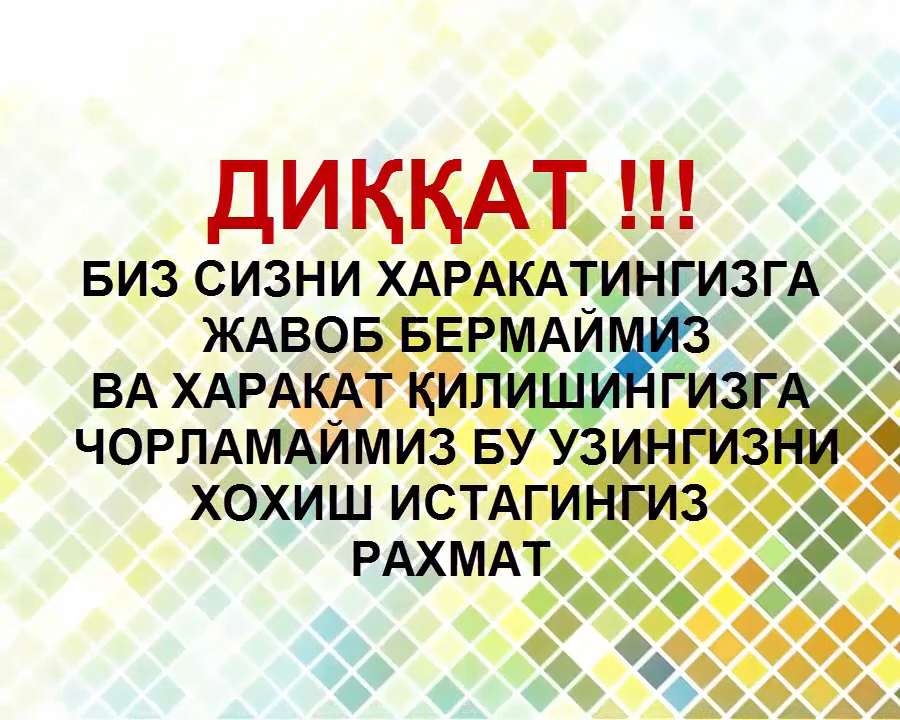 ДИҚҚАТ !!!
БИЗ СИЗНИ ХАРАКАТИНГИЗГА
ЖАВОБ БЕРМАЙМИЗ
ВА ХАРАКАТ ҚИЛИШИНГИЗГА
ЧОРЛАМАЙМИЗ БУ УЗИНГИЗНИ
ХОХИШ ИСТАГИНГИЗ
РАХМАТ